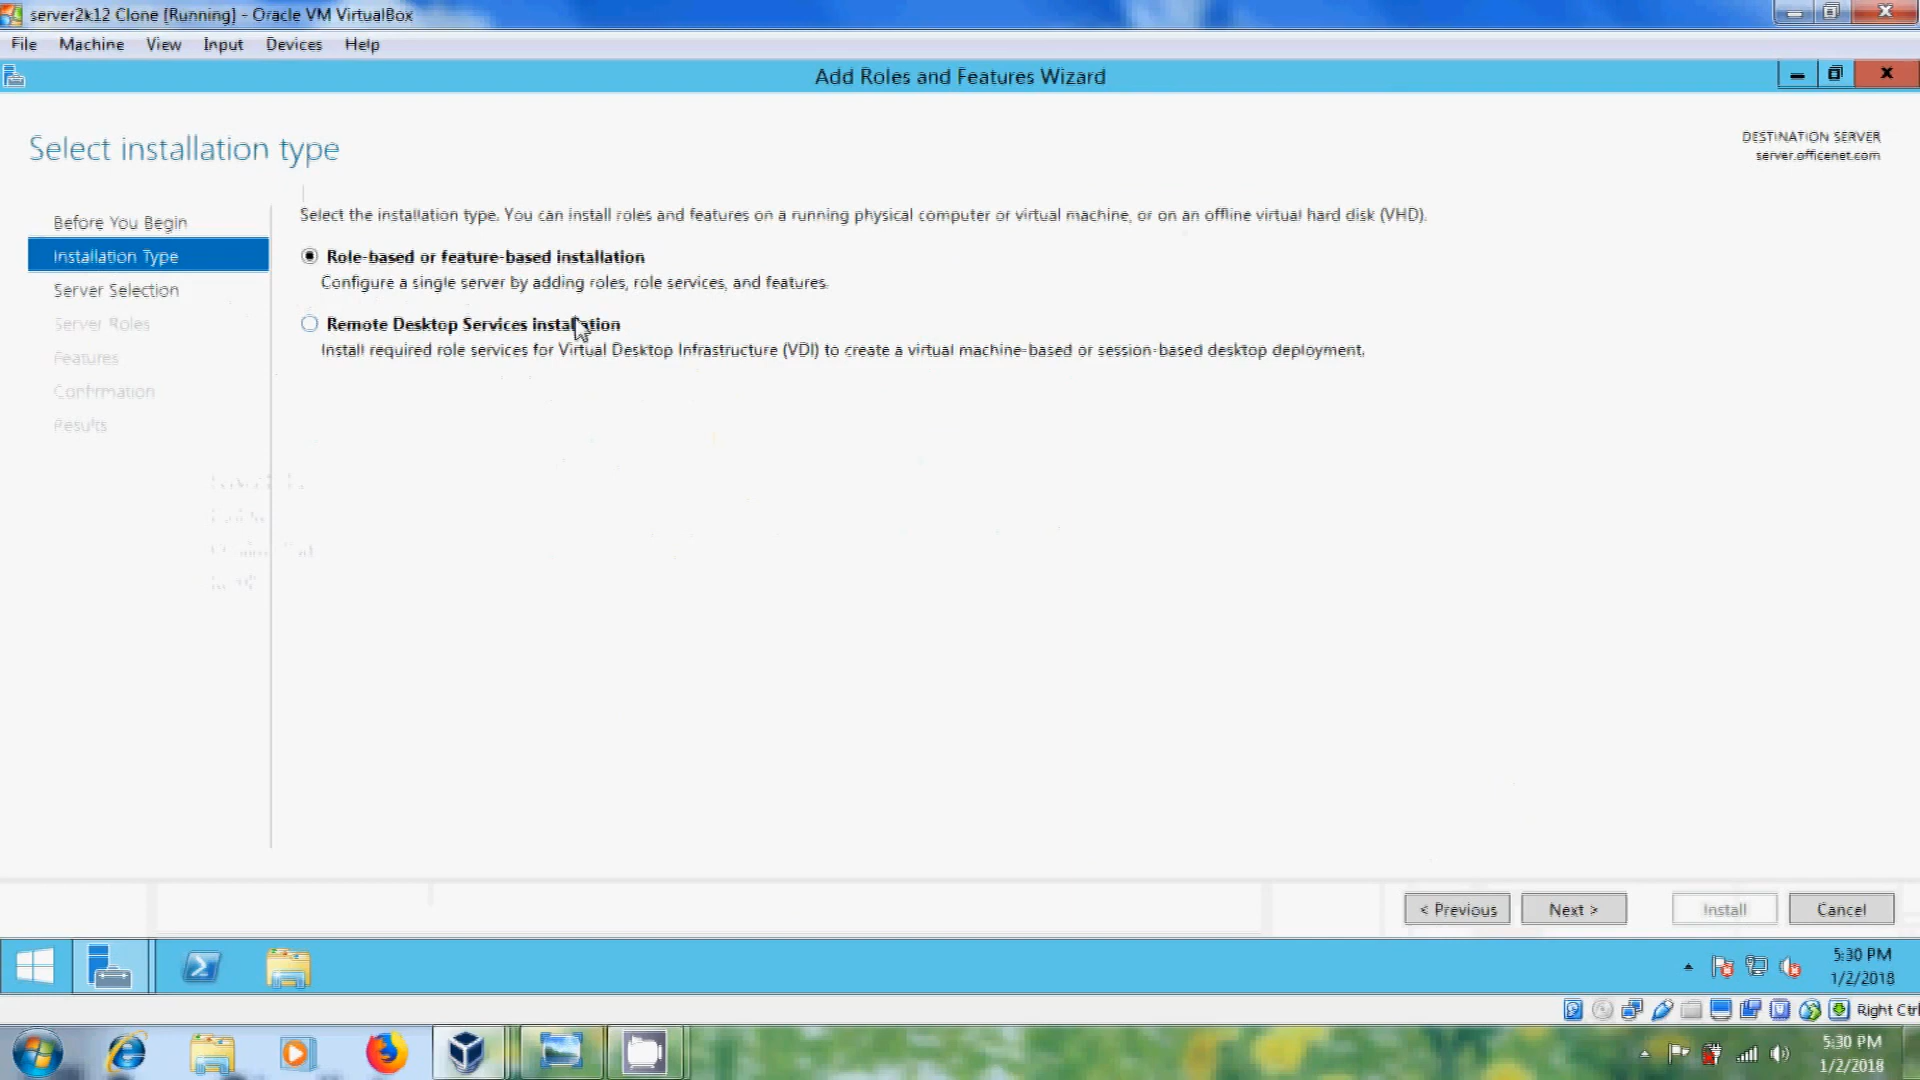 server2k12 Clone [Running] - Oracle VM VirtualBox
File Machine View Input Devices Help
Add Roles and Features Wizard
Select installation type
DESTINATION SERVER
server.officenet.com
Before You Begin
Installation Type
Server Selection
Server Roles
Features
Confirmation
Results
Select the installation type. You can install roles and features on a running physical computer or virtual machine, or on an offline virtual hard disk (VHD).
Role-based or feature-based installation
Configure a single server by adding roles, role services, and features.
Remote Desktop Services installation
Install required role services for Virtual Desktop Infrastructure (VDI) to create a virtual machine-based or session-based desktop deployment.
< Previous Next > Install Cancel
5:30 PM
1/2/2018
Right Ctrl
5:30 PM
1/2/2018